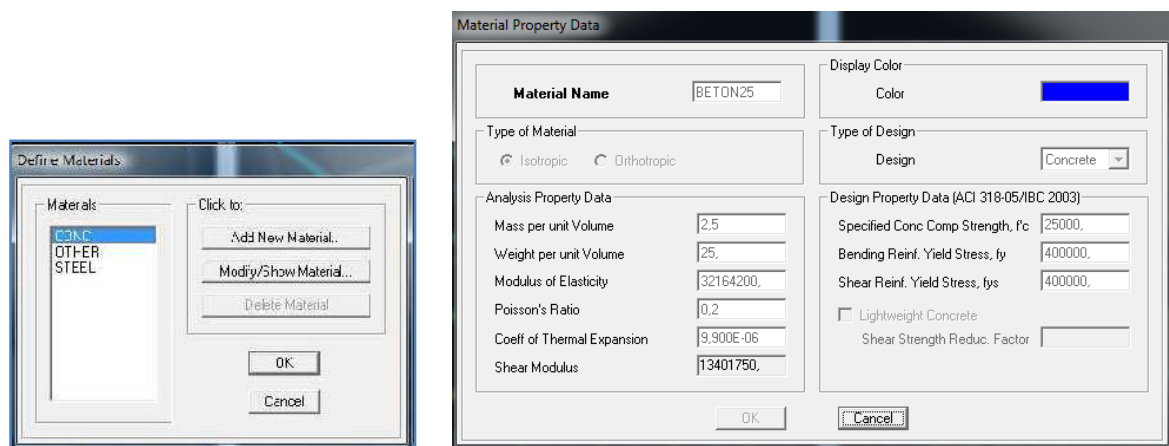 Define Materials
Materials
CONC
OTHER
STEEL
Click to:
Add New Material..
Modify/Show Material...
Delete Material
OK
Cancel
Material Property Data
Material Name BETON25
Display Color
Color
Type of Material
Isotropic Orthotropic
Type of Design
Design Concrete
Analysis Property Data
Mass per unit Volume 2,5
Weight per unit Volume 25,
Modulus of Elasticity 32164200,
Poisson's Ratio 0,2
Coeff of Thermal Expansion 9,900E-06
Shear Modulus 13401750,
Design Property Data (ACI 318-05/IBC 2003)
Specified Conc Comp Strength, f'c 25000,
Bending Reinf. Yield Stress, fy 400000,
Shear Reinf. Yield Stress, fys 400000,
Lightweight Concrete
Shear Strength Reduc. Factor
OK Cancel